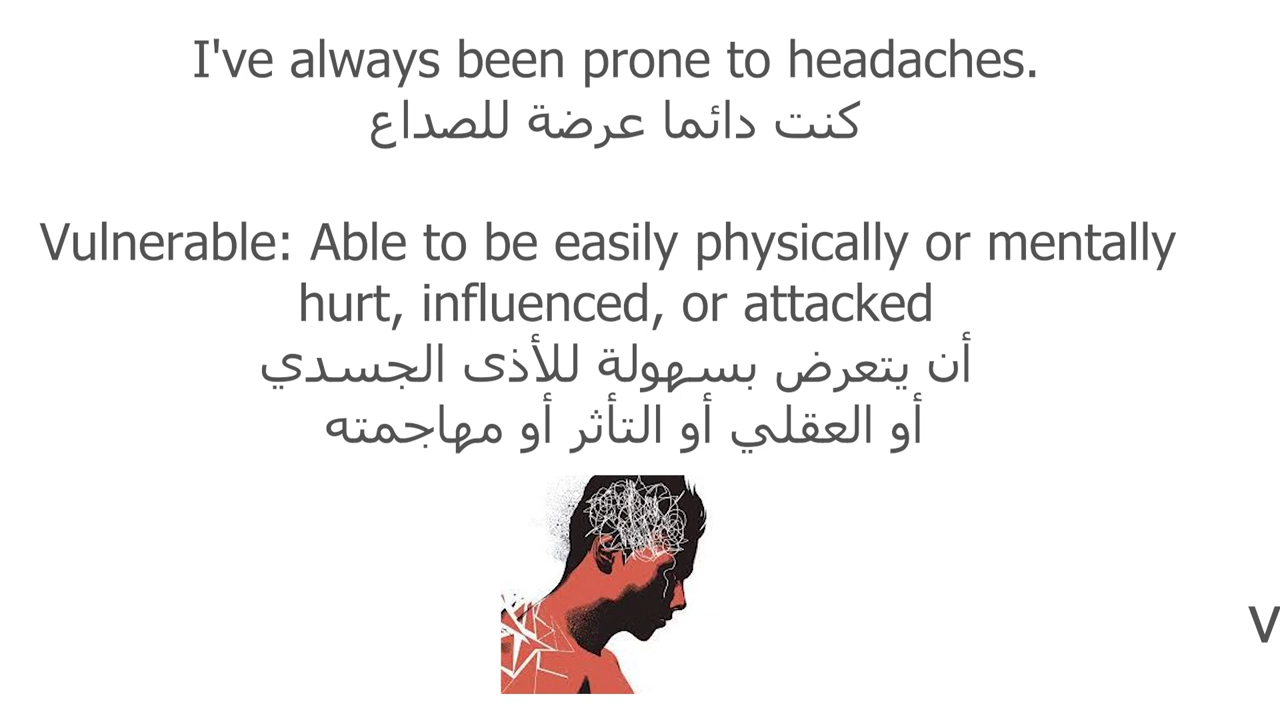 I've always been prone to headaches.
كنت دائما عرضة للصداع
Vulnerable: Able to be easily physically or mentally
hurt, influenced, or attacked
أن يتعرض بسهولة للأذى الجسدي
أو العقلي أو التأثر أو مهاجمته
V